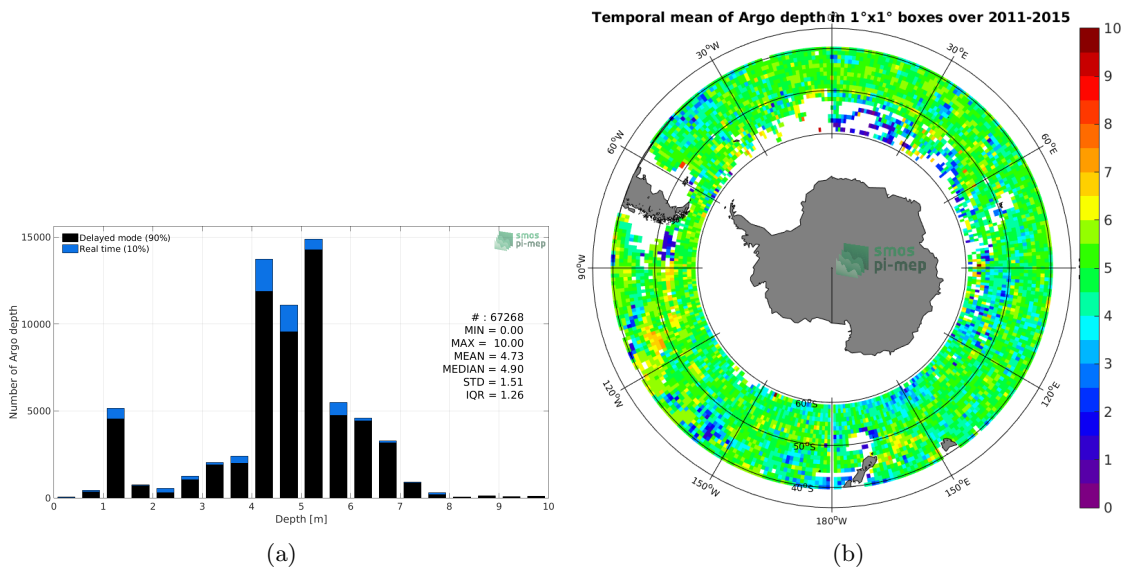 Temporal mean of Argo depth in 1°x1° boxes over 2011-2015
0°
30°W
30°E
60°W
60°E
90°W
120°W
120°E
150°W
150°E
180°W
60°S
50°S
40°S
smos
pi-mep
10
9
8
7
6
5
4
3
2
1
0
Delayed mode (90%)
Real time (10%)
smos
pi-mep
Number of Argo depth
15000
10000
5000
0
# : 67268
MIN = 0.00
MAX = 10.00
MEAN = 4.73
MEDIAN = 4.90
STD = 1.51
IQR = 1.26
0 1 2 3 4 5 6 7 8 9 10
Depth [m]
(a)
(b)